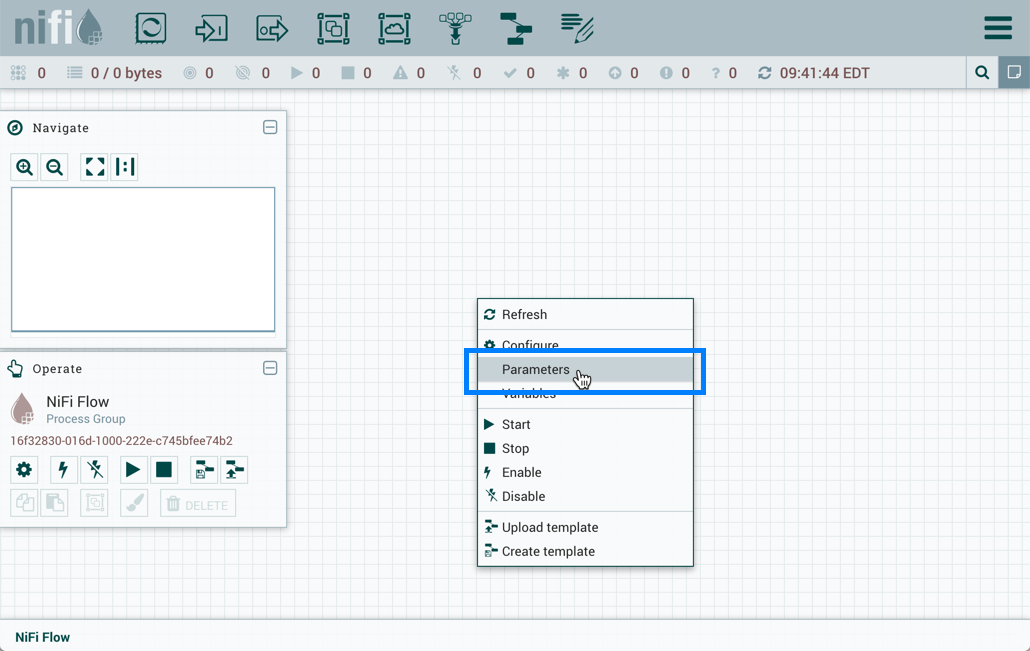 nifi
0 0 / 0 bytes 0 0 0 0 0 0 0 0 0 0 0 09:41:44 EDT
Navigate
Operate
NiFi Flow
Process Group
16f32830-016d-1000-222e-c745bfee74b2
DELETE
Refresh
Configure
Parameters
Variables
Start
Stop
Enable
Disable
Upload template
Create template
NiFi Flow